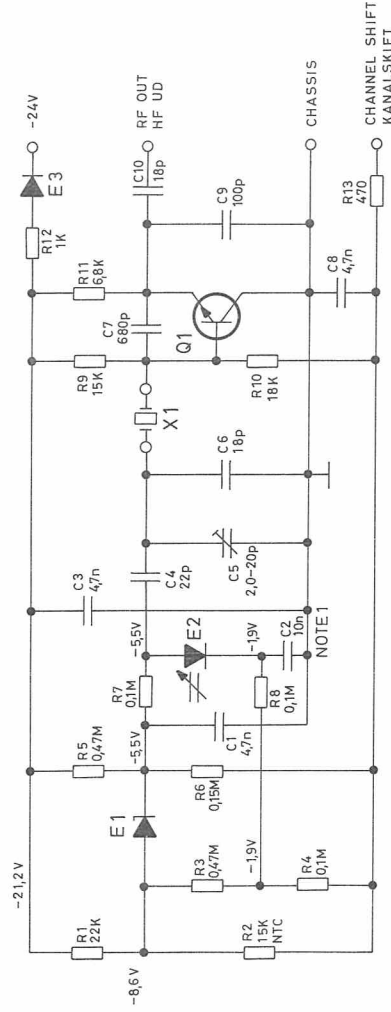 -24V
E3
R12
1K
-21,2V
R1
22K
R5
0,47M
C3
4,7n
R9
15K
R11
6,8K
C10
18p
RF OUT
HF UD
C7
680p
-8,6V
E1
-5,5V
R7
0,1M
-5,5V
C4
22p
X1
Q1
C9
100p
E2
C5
2,0-20p
C6
18p
R3
0,47M
R6
0,15M
C1
4,7n
-1,9V
R10
18K
-1,9V
R8
0,1M
C2
10n
NOTE 1
CHASSIS
R2
15K
NTC
R4
0,1M
C8
4,7n
R13
470
CHANNEL SHIFT
KANALSKIFT